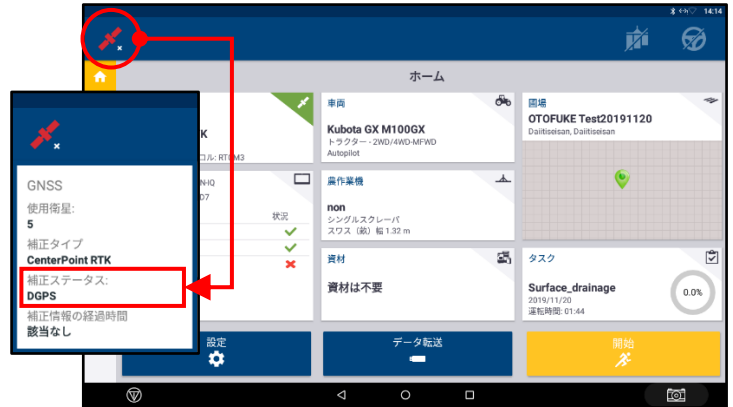 14:14
ホーム
GNSS
使用衛星:
5
補正タイプ
CenterPoint RTK
補正ステータス:
DGPS
補正情報の経過時間
該当なし
K
コル: RTCM3
N-IQ
D7
状況
車両
Kubota GX M100GX
トラクター - 2WD/4WD-MFWD
Autopilot
農作業機
non
シングルスクレーパ
スワス（畝）幅 1.32 m
資材
資材は不要
圃場
OTOFUKE Test20191120
Daiitiseisan, Daiitiseisan
タスク
Surface_drainage
2019/11/20
運転時間: 01:44
0.0%
設定
データ転送
開始